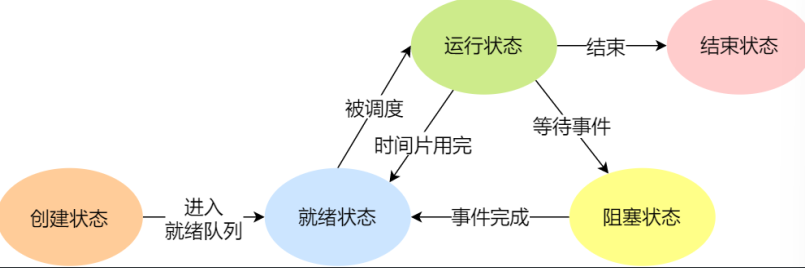 运行状态
结束
结束状态
被调度
时间片用完
等待事件
创建状态
进入
就绪队列
就绪状态
事件完成
阻塞状态